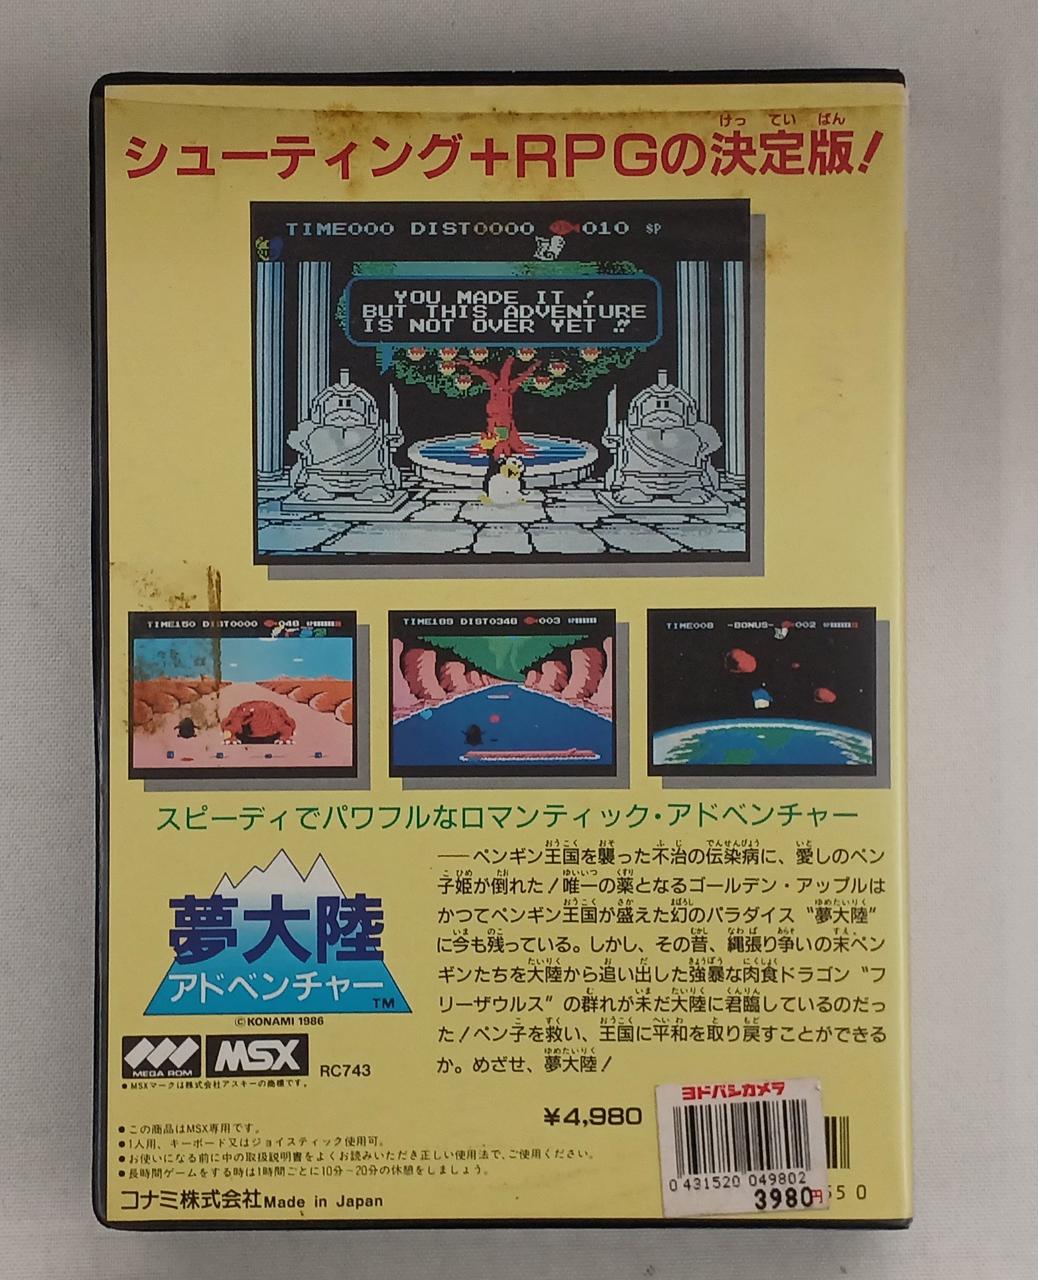 けっ てい ばん
シューティング+RPGの決定版!
TIME000 DIST0000 010 SP
YOU MADE IT !
BUT THIS ADVENTURE
IS NOT OVER YET !!
TIME150 DIST0000 048
TIME189 DIST0348 003
TIME008 -BONUS- 002
スピーディでパワフルなロマンティック・アドベンチャー
──ペンギン王国を襲った不治の伝染病に、愛しのペン
子姫が倒れた!唯一の薬となるゴールデン・アップルは
かつてペンギン王国が盛えた幻のパラダイス“夢大陸”
に今も残っている。しかし、その昔、縄張り争いの末ペン
ギンたちを大陸から追い出した強暴な肉食ドラゴン“フ
リーザウルス”の群れが未だ大陸に君臨しているのだっ
た!ペン子を救い、王国に平和を取り戻すことができる
か。めざせ、夢大陸!
夢大陸
アドベンチャー™
©KONAMI 1986
MEGA ROM MSX RC743
●MSXマークは株式会社アスキーの商標です。
¥4,980
●この商品はMSX専用です。
●1人用、キーボード又はジョイスティック使用可。
●お使いになる前に中の取扱説明書をよくお読みいただき正しい使用法で、ご使用ください。
●長時間ゲームをする時は1時間ごとに10分〜20分の休憩をしましょう。
コナミ株式会社 Made in Japan
ヨドバシカメラ
0 431520 049802
3980円
550